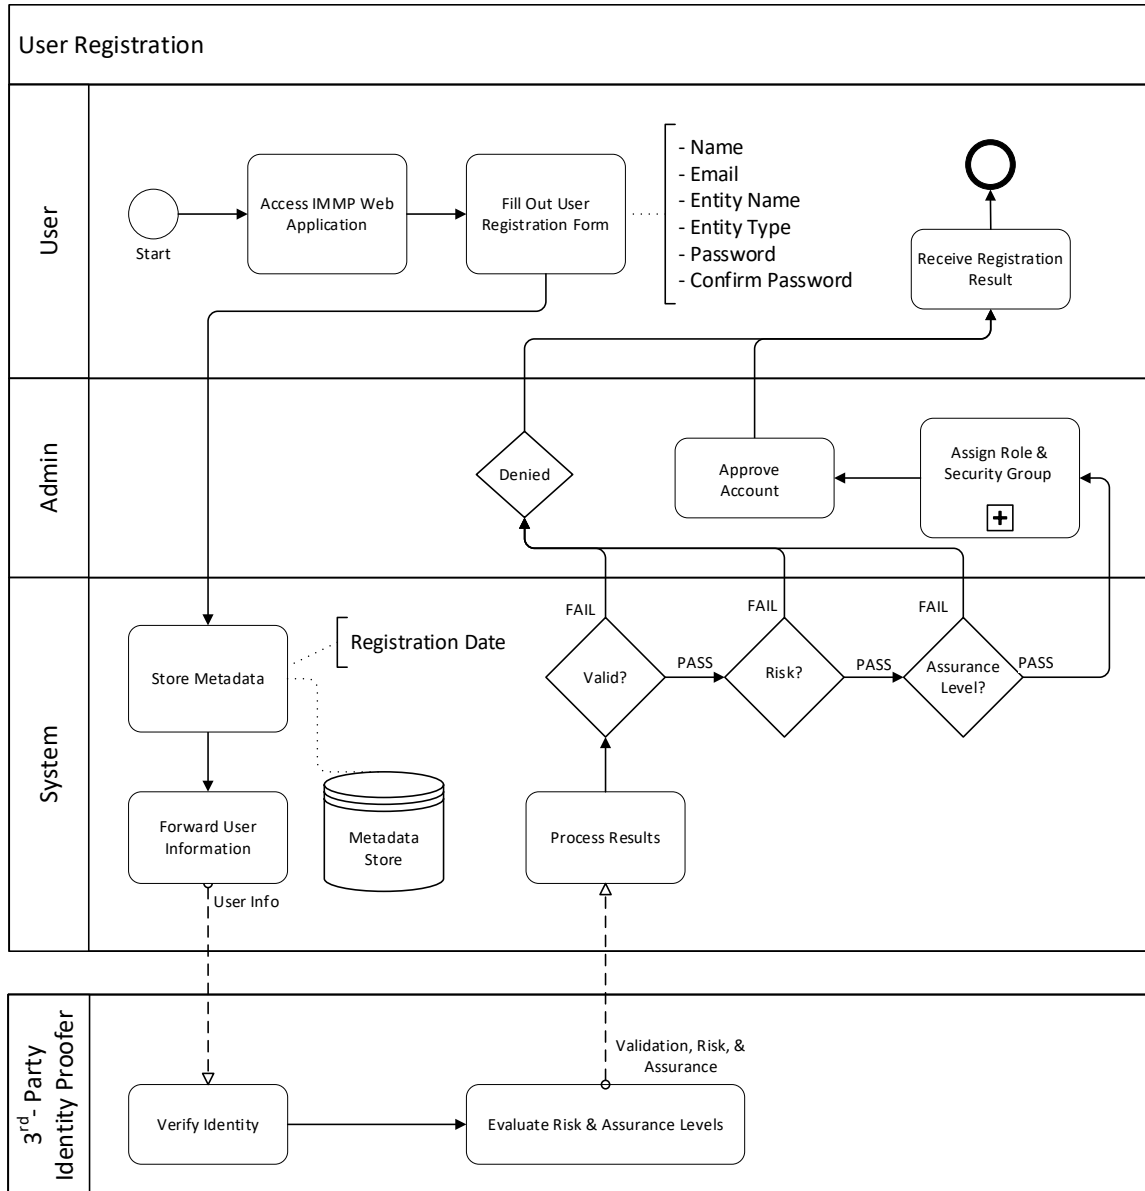 User Registration
User
Start
Access IMMP Web
Application
Fill Out User
Registration Form
- Name
- Email
- Entity Name
- Entity Type
- Password
- Confirm Password
Receive Registration
Result
Admin
Denied
Approve
Account
Assign Role &
Security Group
System
Store Metadata
Registration Date
FAIL
FAIL
FAIL
Valid?
PASS
Risk?
PASS
Assurance
Level?
PASS
Forward User
Information
Metadata
Store
Process Results
User Info
3rd- Party
Identity Proofer
Validation, Risk, &
Assurance
Verify Identity
Evaluate Risk & Assurance Levels